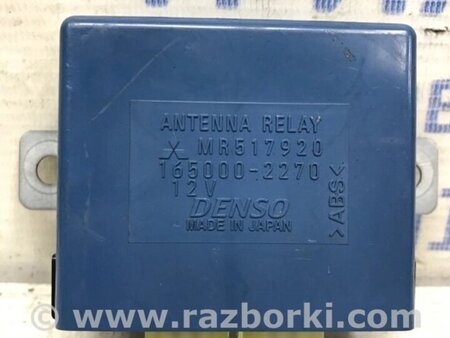 ANTENNA RELAY
MR517920
165000-2270
12V
DENSO
MADE IN JAPAN
>ABS<
www.razborki.com